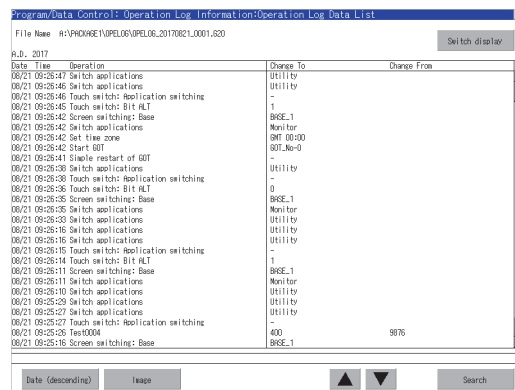 Program/Data Control: Operation Log Information:Operation Log Data List
File Name A:\PACKAGE1\OPELOG\OPELOG_20170821_0001.G2O
Switch display
A.D. 2017
Date Time Operation Change To Change From
08/21 09:26:47 Switch applications Utility
08/21 09:26:46 Switch applications Utility
08/21 09:26:46 Touch switch: Application switching -
08/21 09:26:45 Touch switch: Bit ALT 1
08/21 09:26:42 Screen switching: Base BASE_1
08/21 09:26:42 Switch applications Monitor
08/21 09:26:42 Set time zone GMT 00:00
08/21 09:26:42 Start GOT GOT_No-0
08/21 09:26:41 Simple restart of GOT -
08/21 09:26:38 Switch applications Utility
08/21 09:26:38 Touch switch: Application switching -
08/21 09:26:36 Touch switch: Bit ALT 0
08/21 09:26:35 Screen switching: Base BASE_1
08/21 09:26:35 Switch applications Monitor
08/21 09:26:33 Switch applications Utility
08/21 09:26:16 Switch applications Utility
08/21 09:26:16 Switch applications Utility
08/21 09:26:15 Touch switch: Application switching -
08/21 09:26:14 Touch switch: Bit ALT 1
08/21 09:26:11 Screen switching: Base BASE_1
08/21 09:26:11 Switch applications Monitor
08/21 09:26:10 Switch applications Utility
08/21 09:25:29 Switch applications Utility
08/21 09:25:27 Switch applications Utility
08/21 09:25:27 Touch switch: Application switching -
08/21 09:25:26 Test0004 400 9876
08/21 09:25:16 Screen switching: Base BASE_1
Date (descending) Image ▲ ▼ Search